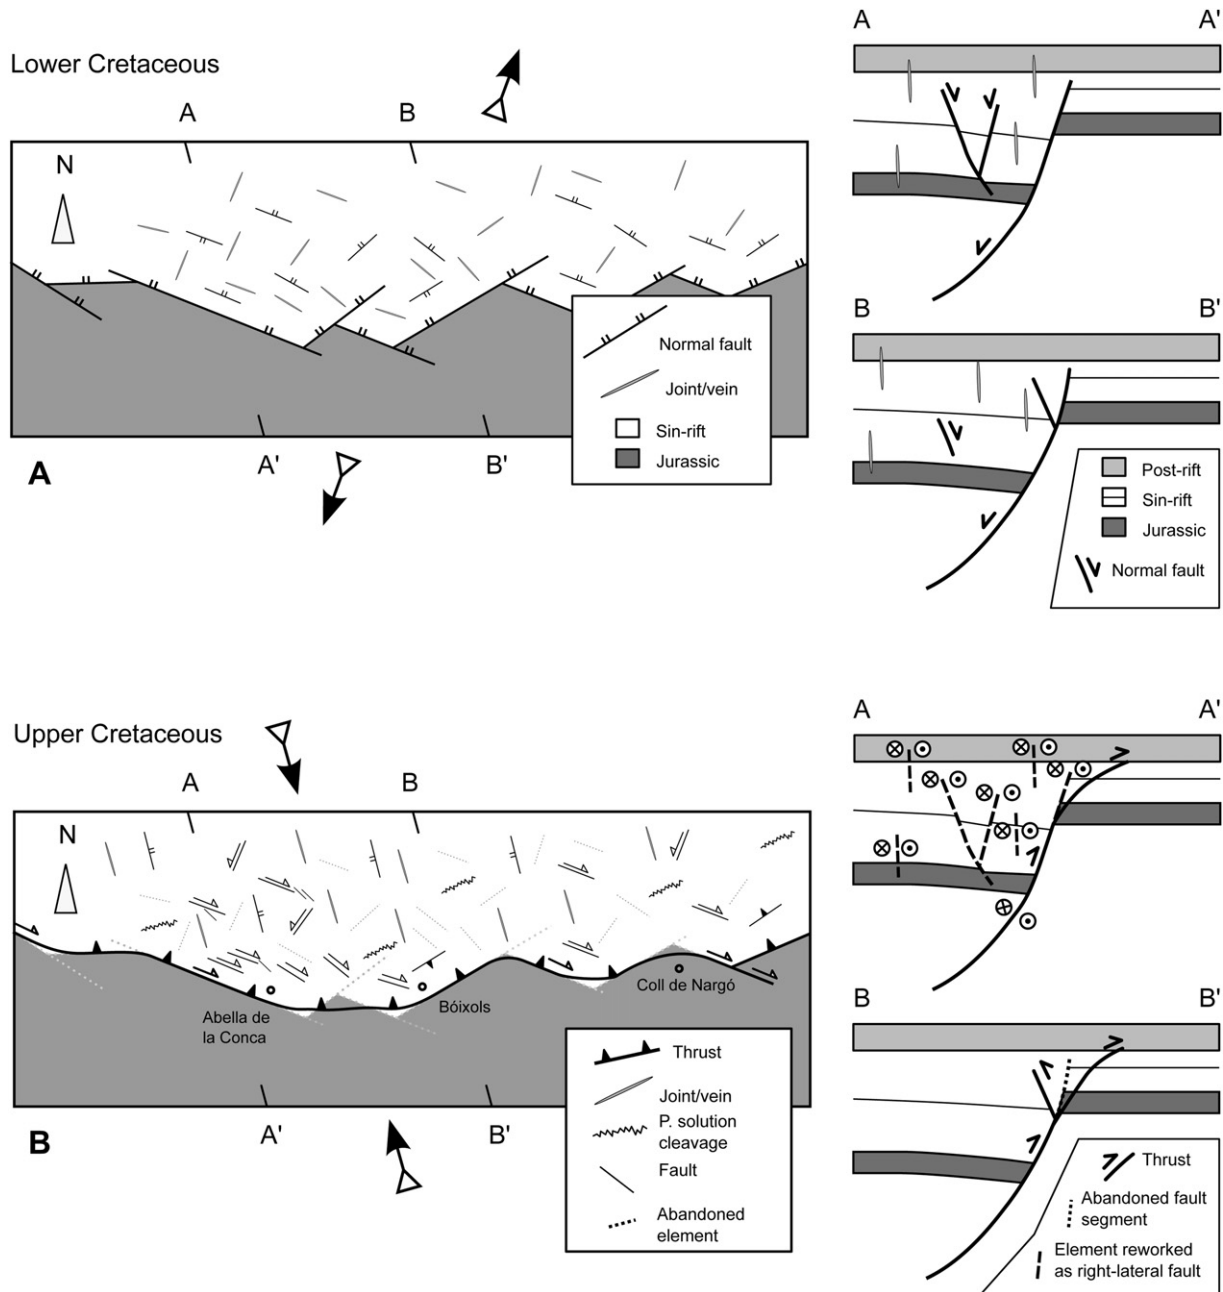 Lower Cretaceous
A
B
N
A'
B'
A
Normal fault
Joint/vein
Sin-rift
Jurassic
A
A'
B
B'
Post-rift
Sin-rift
Jurassic
Normal fault
Upper Cretaceous
A
B
N
Abella de
la Conca
Bóixols
Coll de Nargó
A'
B'
B
Thrust
Joint/vein
P. solution
cleavage
Fault
Abandoned
element
A
A'
B
B'
Thrust
Abandoned fault
segment
Element reworked
as right-lateral fault